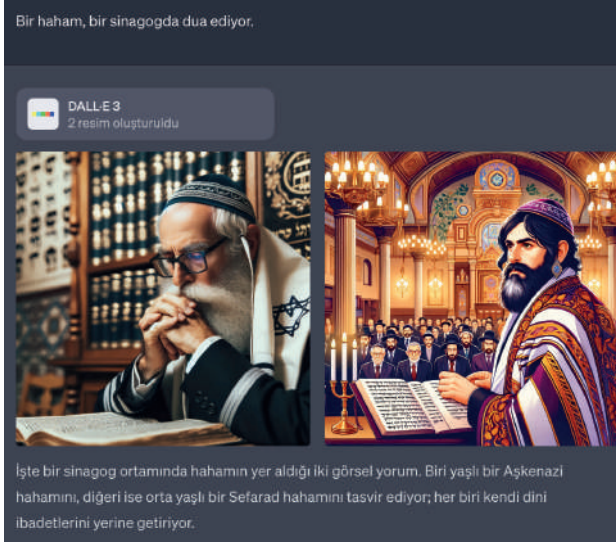 Bir haham, bir sinagogda dua ediyor.
DALL·E 3
2 resim oluşturuldu
İşte bir sinagog ortamında hahamın yer aldığı iki görsel yorum. Biri yaşlı bir Aşkenazi
hahamını, diğeri ise orta yaşlı bir Sefarad hahamını tasvir ediyor; her biri kendi dini
ibadetlerini yerine getiriyor.